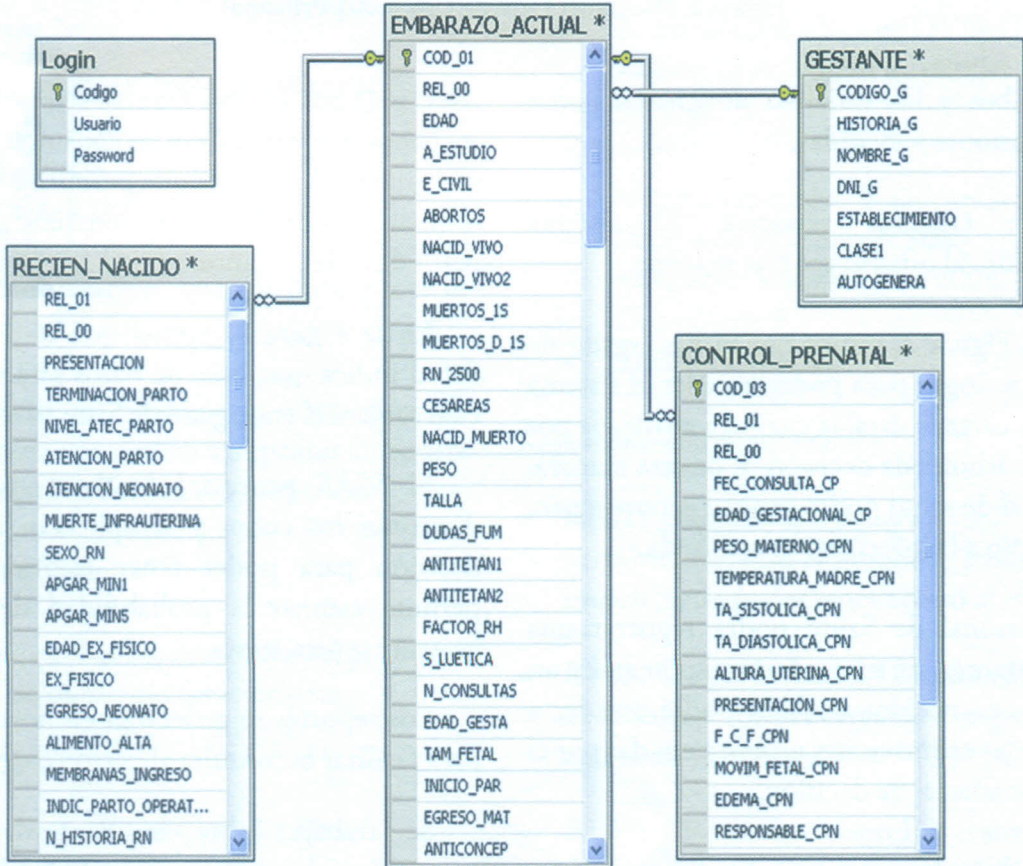 Login
Codigo
Usuario
Password
EMBARAZO_ACTUAL *
COD_01
REL_00
EDAD
A_ESTUDIO
E_CIVIL
ABORTOS
NACID_VIVO
NACID_VIVO2
MUERTOS_1S
MUERTOS_D_1S
RN_2500
CESAREAS
NACID_MUERTO
PESO
TALLA
DUDAS_FUM
ANTITETAN1
ANTITETAN2
FACTOR_RH
S_LUETICA
N_CONSULTAS
EDAD_GESTA
TAM_FETAL
INICIO_PAR
EGRESO_MAT
ANTICONCEP
GESTANTE *
CODIGO_G
HISTORIA_G
NOMBRE_G
DNI_G
ESTABLECIMIENTO
CLASE1
AUTOGENERA
RECIEN_NACIDO *
REL_01
REL_00
PRESENTACION
TERMINACION_PARTO
NIVEL_ATEC_PARTO
ATENCION_PARTO
ATENCION_NEONATO
MUERTE_INFRAUTERINA
SEXO_RN
APGAR_MIN1
APGAR_MIN5
EDAD_EX_FISICO
EX_FISICO
EGRESO_NEONATO
ALIMENTO_ALTA
MEMBRANAS_INGRESO
INDIC_PARTO_OPERAT...
N_HISTORIA_RN
CONTROL_PRENATAL *
COD_03
REL_01
REL_00
FEC_CONSULTA_CP
EDAD_GESTACIONAL_CP
PESO_MATERNO_CPN
TEMPERATURA_MADRE_CPN
TA_SISTOLICA_CPN
TA_DIASTOLICA_CPN
ALTURA_UTERINA_CPN
PRESENTACION_CPN
F_C_F_CPN
MOVIM_FETAL_CPN
EDEMA_CPN
RESPONSABLE_CPN